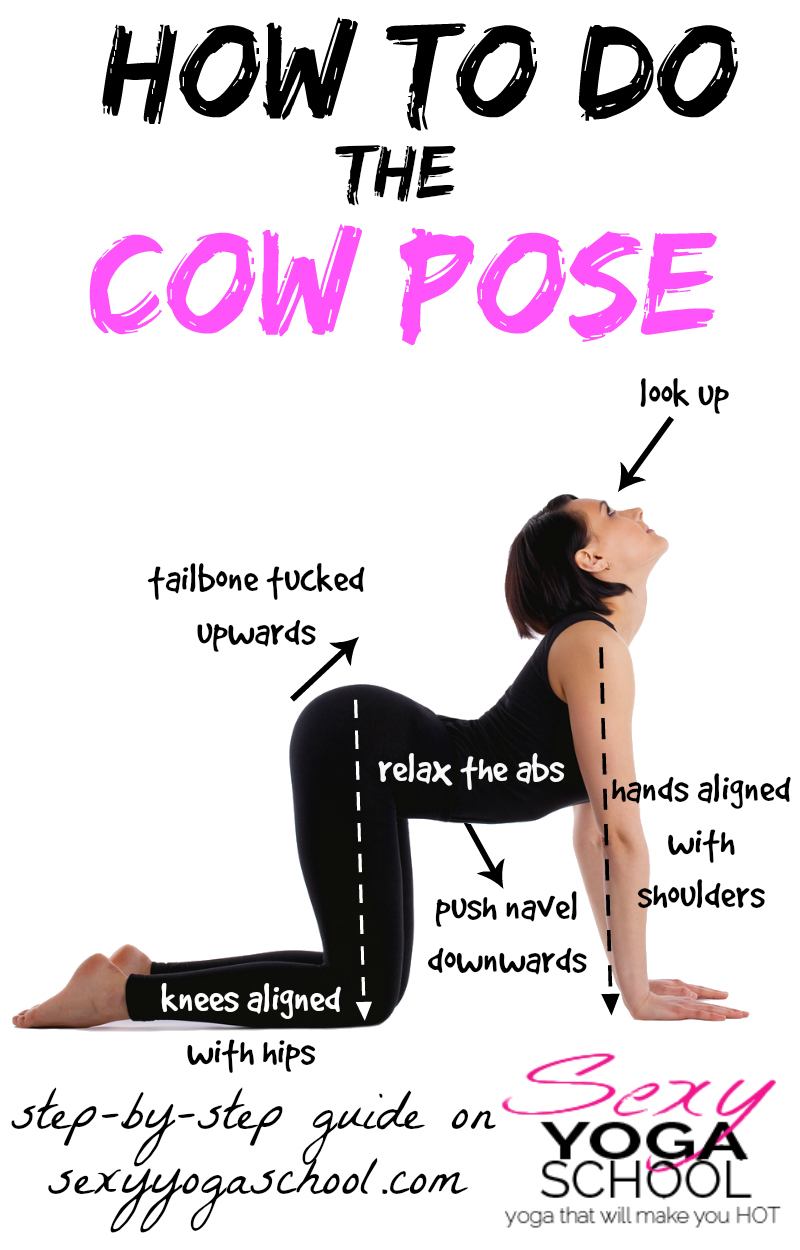 HOW TO DO
THE
COW POSE
look up
tailbone tucked
upwards
relax the abs
hands aligned
with
shoulders
push navel
downwards
knees aligned
with hips
step-by-step guide on
sexyyogaschool.com
Sexy
YOGA
SCHOOL
yoga that will make you HOT